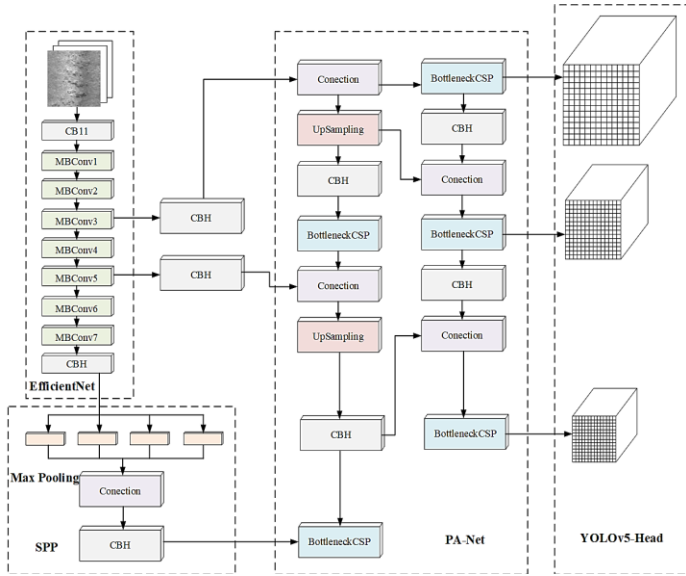 CB11
MBConv1
MBConv2
MBConv3
MBConv4
MBConv5
MBConv6
MBConv7
CBH
EfficientNet
CBH
CBH
Max Pooling
Conection
CBH
SPP
Conection
UpSampling
CBH
BottleneckCSP
Conection
UpSampling
CBH
BottleneckCSP
BottleneckCSP
CBH
Conection
BottleneckCSP
CBH
Conection
BottleneckCSP
PA-Net
YOLOv5-Head